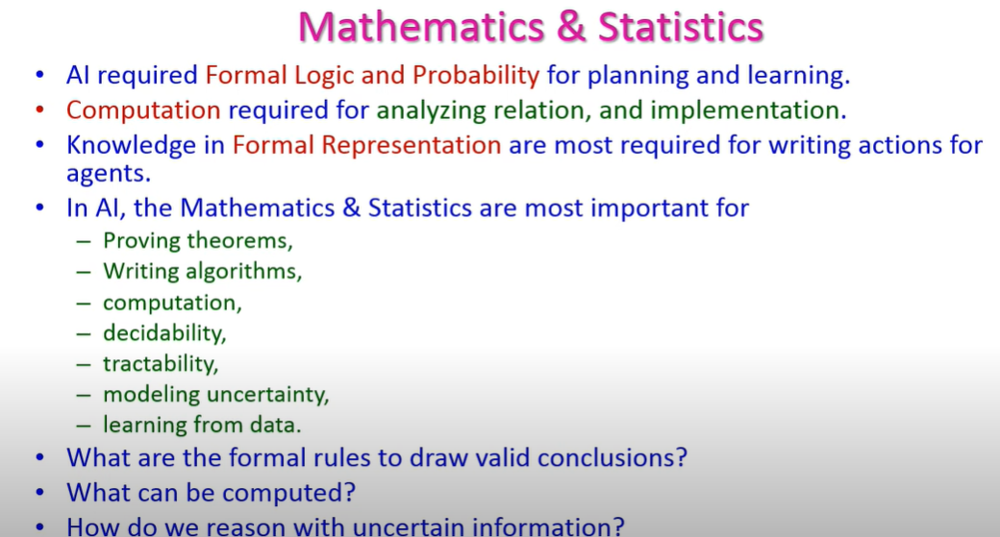 Mathematics & Statistics
• AI required Formal Logic and Probability for planning and learning.
• Computation required for analyzing relation, and implementation.
• Knowledge in Formal Representation are most required for writing actions for
agents.
• In AI, the Mathematics & Statistics are most important for
– Proving theorems,
– Writing algorithms,
– computation,
– decidability,
– tractability,
– modeling uncertainty,
– learning from data.
• What are the formal rules to draw valid conclusions?
• What can be computed?
• How do we reason with uncertain information?